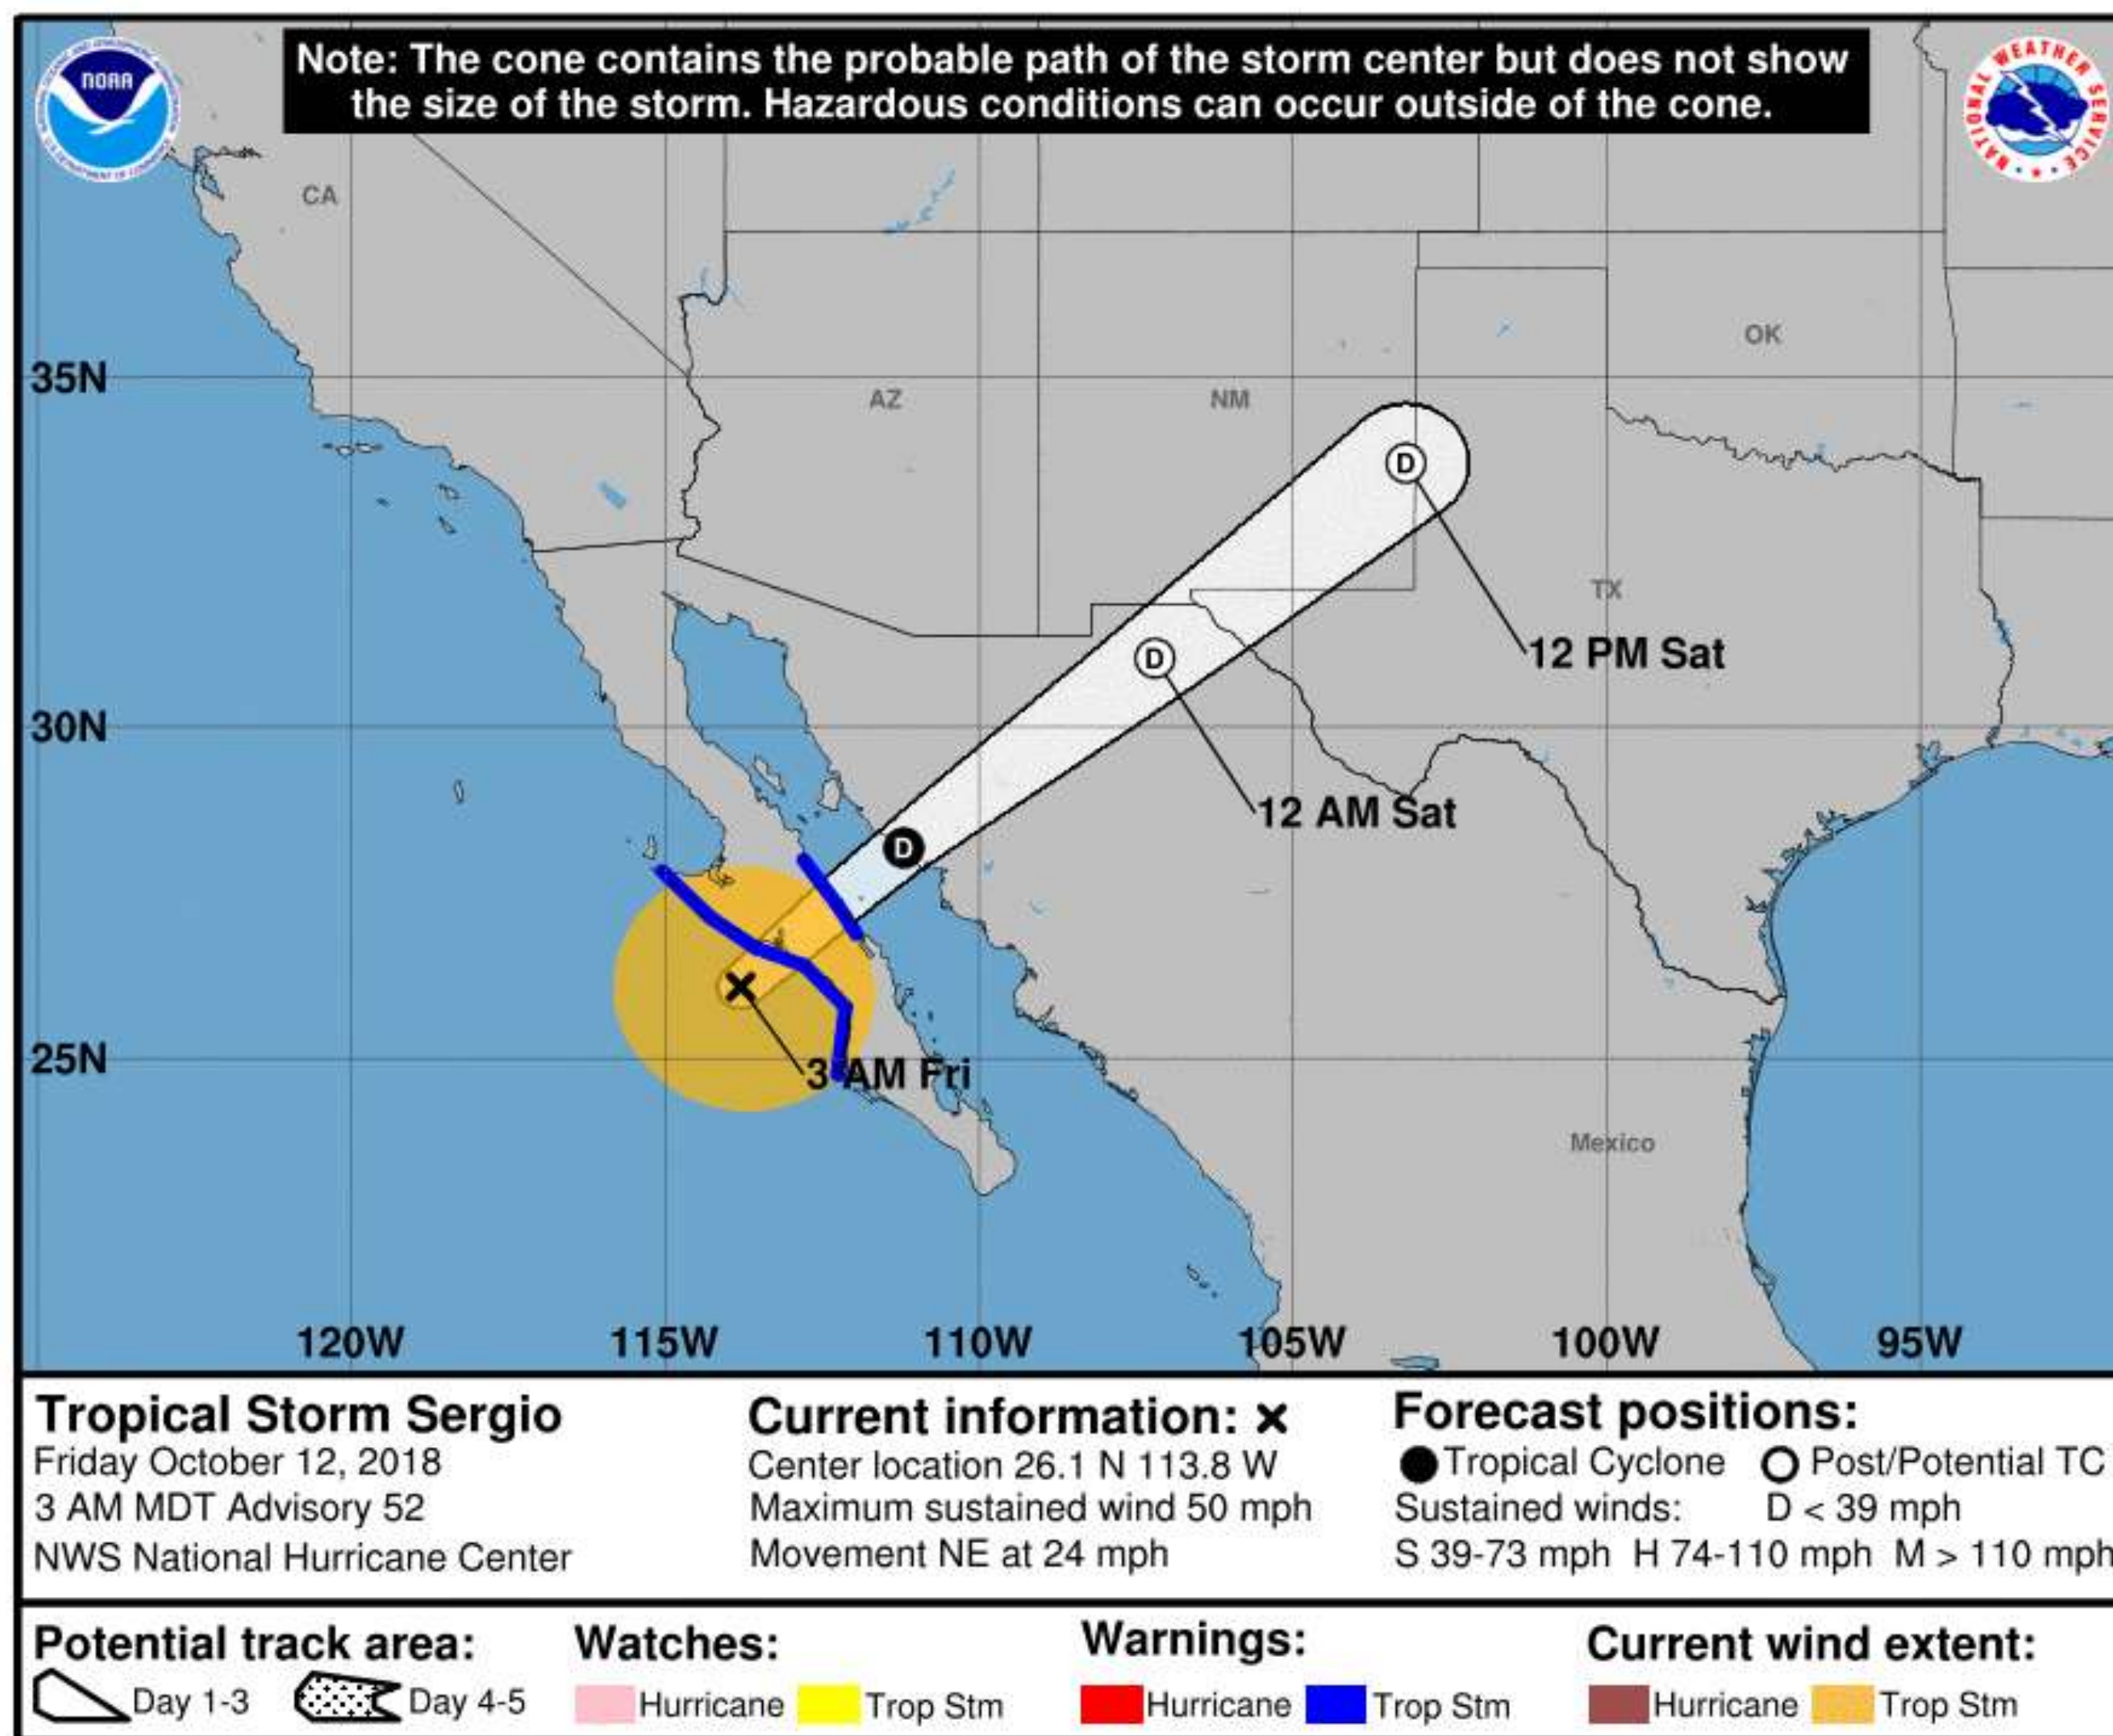 Note: The cone contains the probable path of the storm center but does not show
the size of the storm. Hazardous conditions can occur outside of the cone.
NOAA
NATIONAL WEATHER SERVICE
CA
AZ
NM
OK
TX
Mexico
35N
30N
25N
120W
115W
110W
105W
100W
95W
D
12 PM Sat
D
12 AM Sat
D
3 AM Fri
Tropical Storm Sergio
Friday October 12, 2018
3 AM MDT Advisory 52
NWS National Hurricane Center
Current information: x
Center location 26.1 N 113.8 W
Maximum sustained wind 50 mph
Movement NE at 24 mph
Forecast positions:
Tropical Cyclone Post/Potential TC
Sustained winds: D < 39 mph
S 39-73 mph H 74-110 mph M > 110 mph
Potential track area:
Day 1-3 Day 4-5
Watches:
Hurricane Trop Stm
Warnings:
Hurricane Trop Stm
Current wind extent:
Hurricane Trop Stm